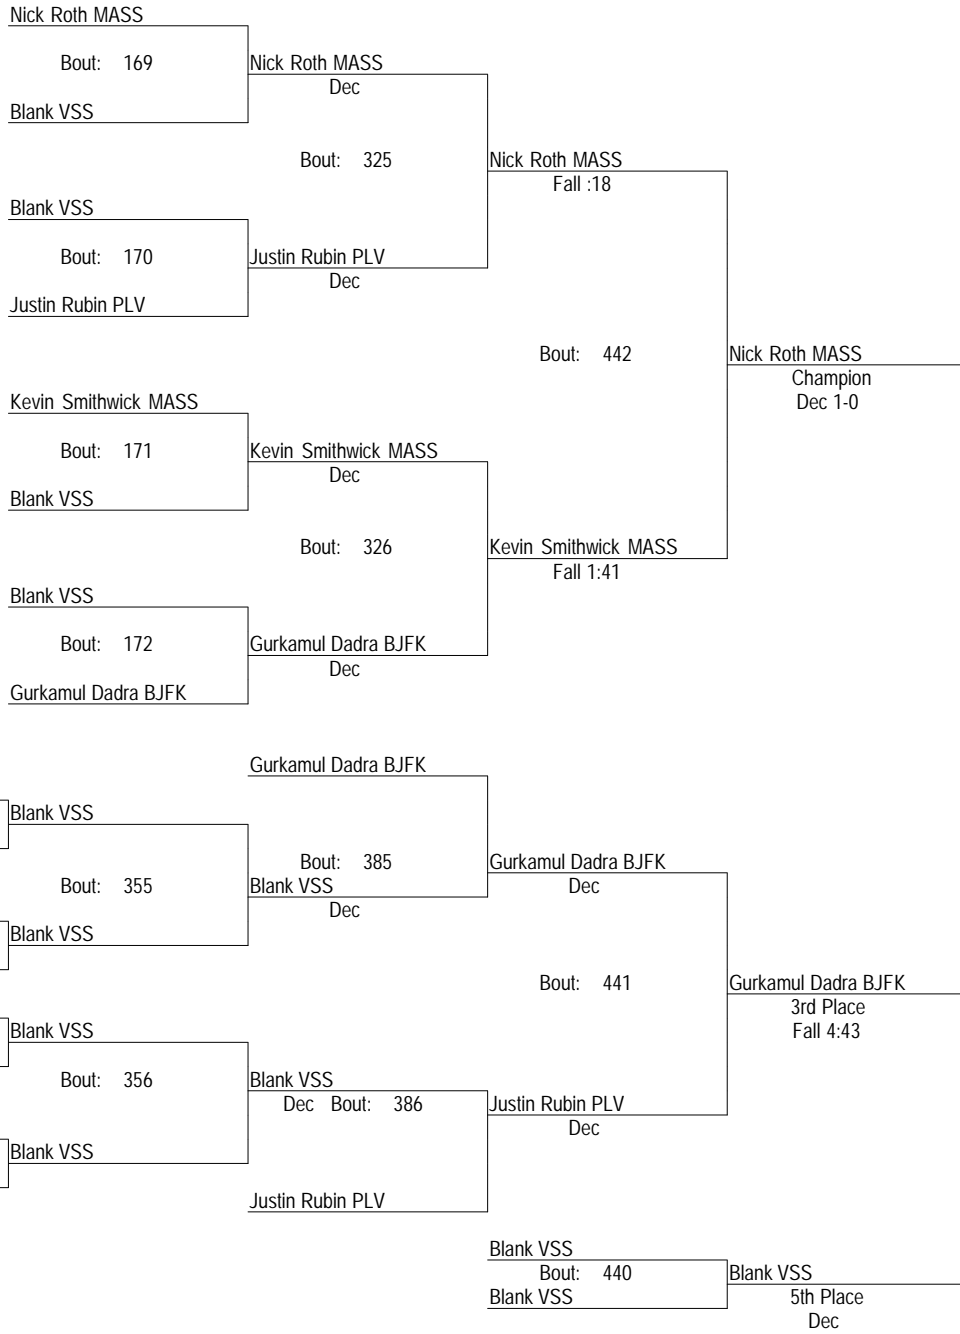 Nick Roth MASS
Bout: 169
Nick Roth MASS
Dec
Blank VSS
Bout: 325
Nick Roth MASS
Fall :18
Blank VSS
Bout: 170
Justin Rubin PLV
Dec
Justin Rubin PLV
Bout: 442
Nick Roth MASS
Champion
Dec 1-0
Kevin Smithwick MASS
Bout: 171
Kevin Smithwick MASS
Dec
Blank VSS
Bout: 326
Kevin Smithwick MASS
Fall 1:41
Blank VSS
Bout: 172
Gurkamul Dadra BJFK
Dec
Gurkamul Dadra BJFK
Gurkamul Dadra BJFK
Blank VSS
Bout: 385
Gurkamul Dadra BJFK
Dec
Bout: 355
Blank VSS
Dec
Blank VSS
Bout: 441
Gurkamul Dadra BJFK
3rd Place
Fall 4:43
Blank VSS
Bout: 356
Blank VSS
Dec Bout: 386
Justin Rubin PLV
Dec
Blank VSS
Justin Rubin PLV
Blank VSS
Bout: 440
Blank VSS
Blank VSS
5th Place
Dec